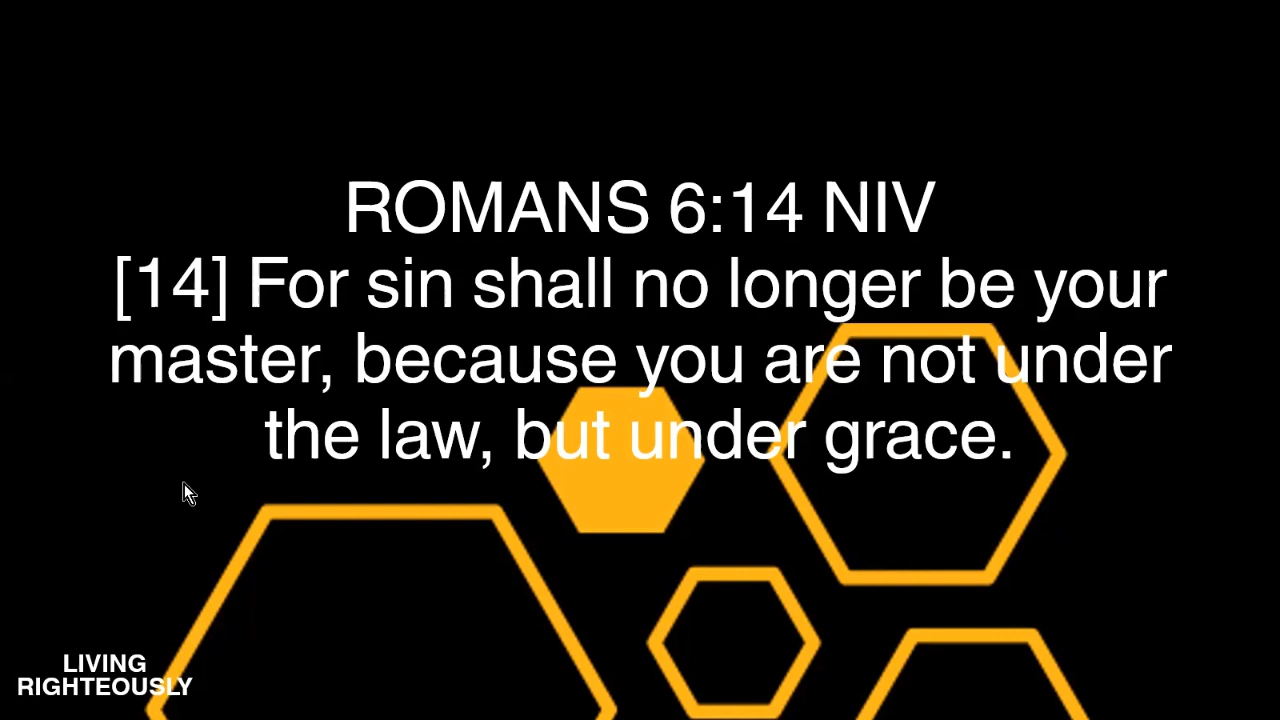 ROMANS 6:14 NIV
[14] For sin shall no longer be your
master, because you are not under
the law, but under grace.
LIVING
RIGHTEOUSLY